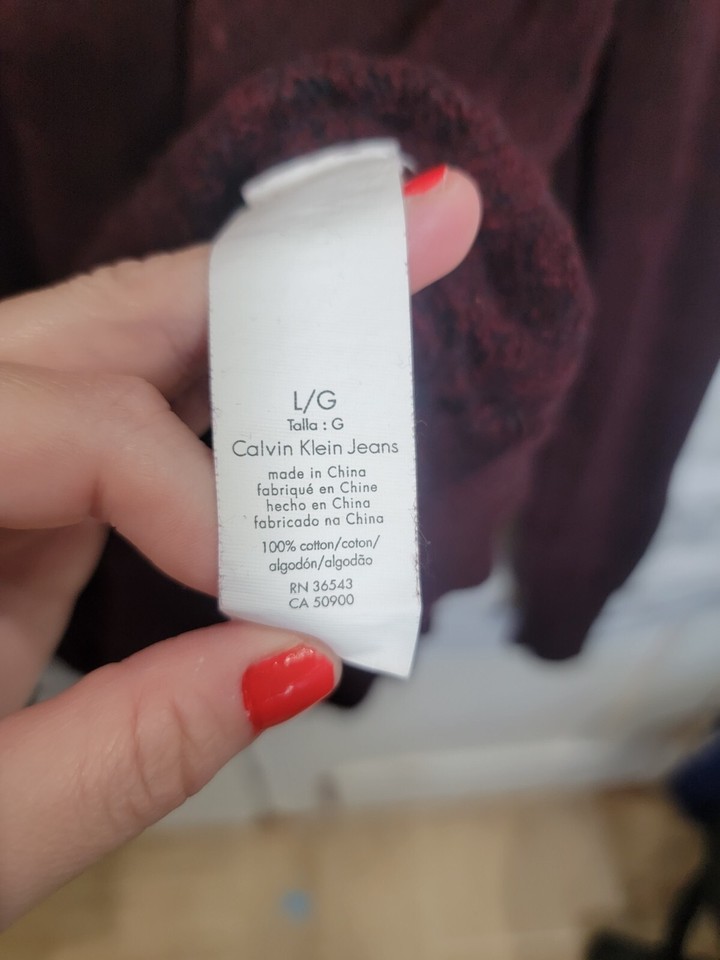 L/G
Talla : G
Calvin Klein Jeans
made in China
fabriqué en Chine
hecho en China
fabricado na China
100% cotton/coton/
algodón/algodão
RN 36543
CA 50900